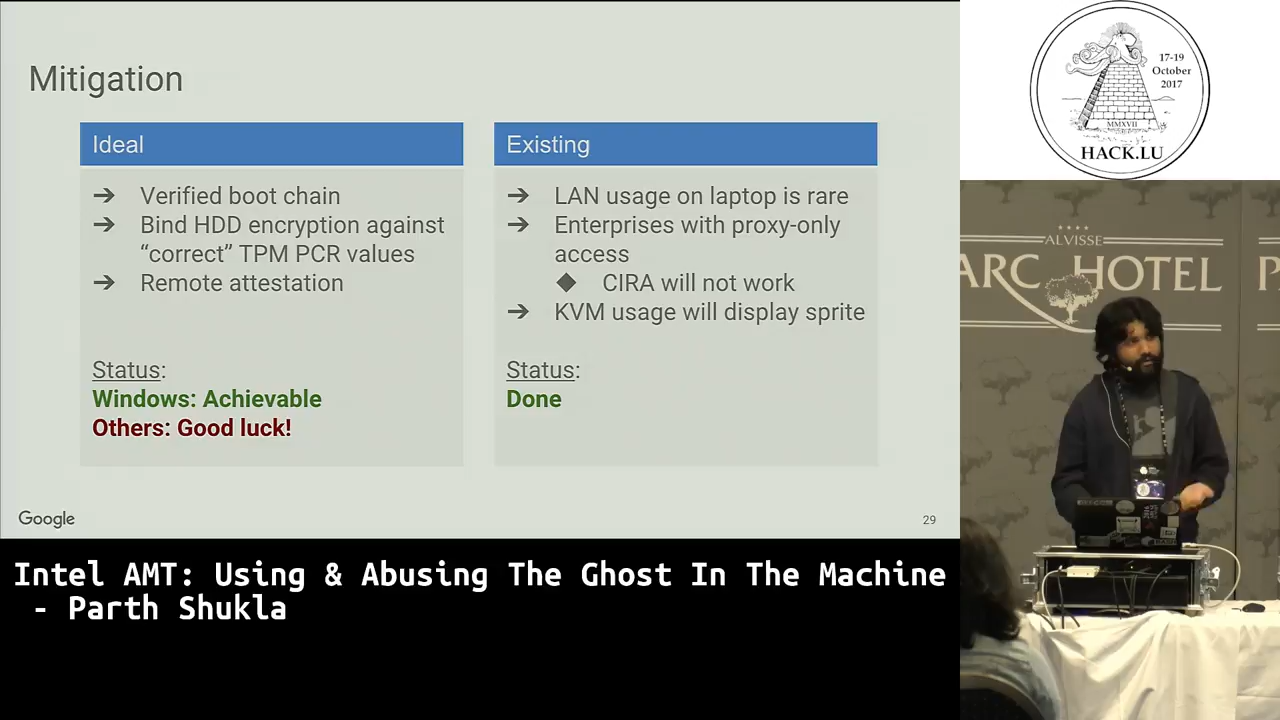 Mitigation
Ideal
➔ Verified boot chain
➔ Bind HDD encryption against
“correct” TPM PCR values
➔ Remote attestation
Status:
Windows: Achievable
Others: Good luck!
Existing
➔ LAN usage on laptop is rare
➔ Enterprises with proxy-only
access
◆ CIRA will not work
➔ KVM usage will display sprite
Status:
Done
Google
29
Intel AMT: Using & Abusing The Ghost In The Machine
- Parth Shukla
17-19
October
2017
MMXVII
HACK.LU
ALVISSE
PARC HOTEL